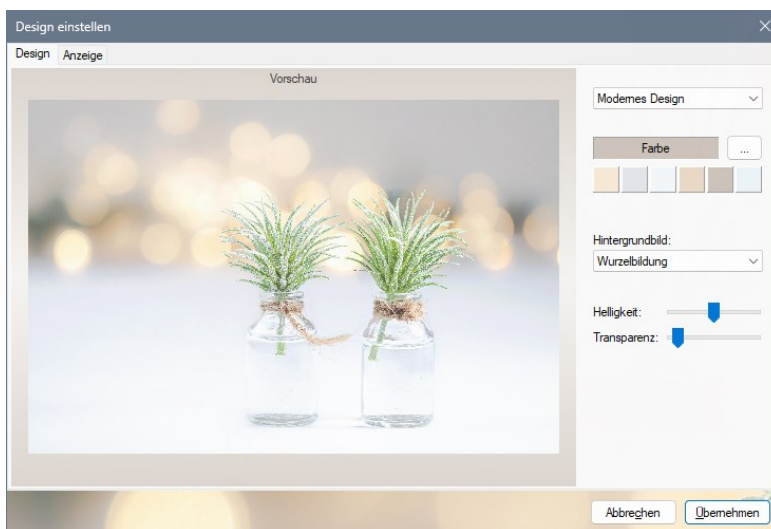 Design einstellen
Design Anzeige
Vorschau
Modernes Design
Farbe ...
Hintergrundbild:
Wurzelbildung
Helligkeit:
Transparenz:
Abbrechen Übernehmen